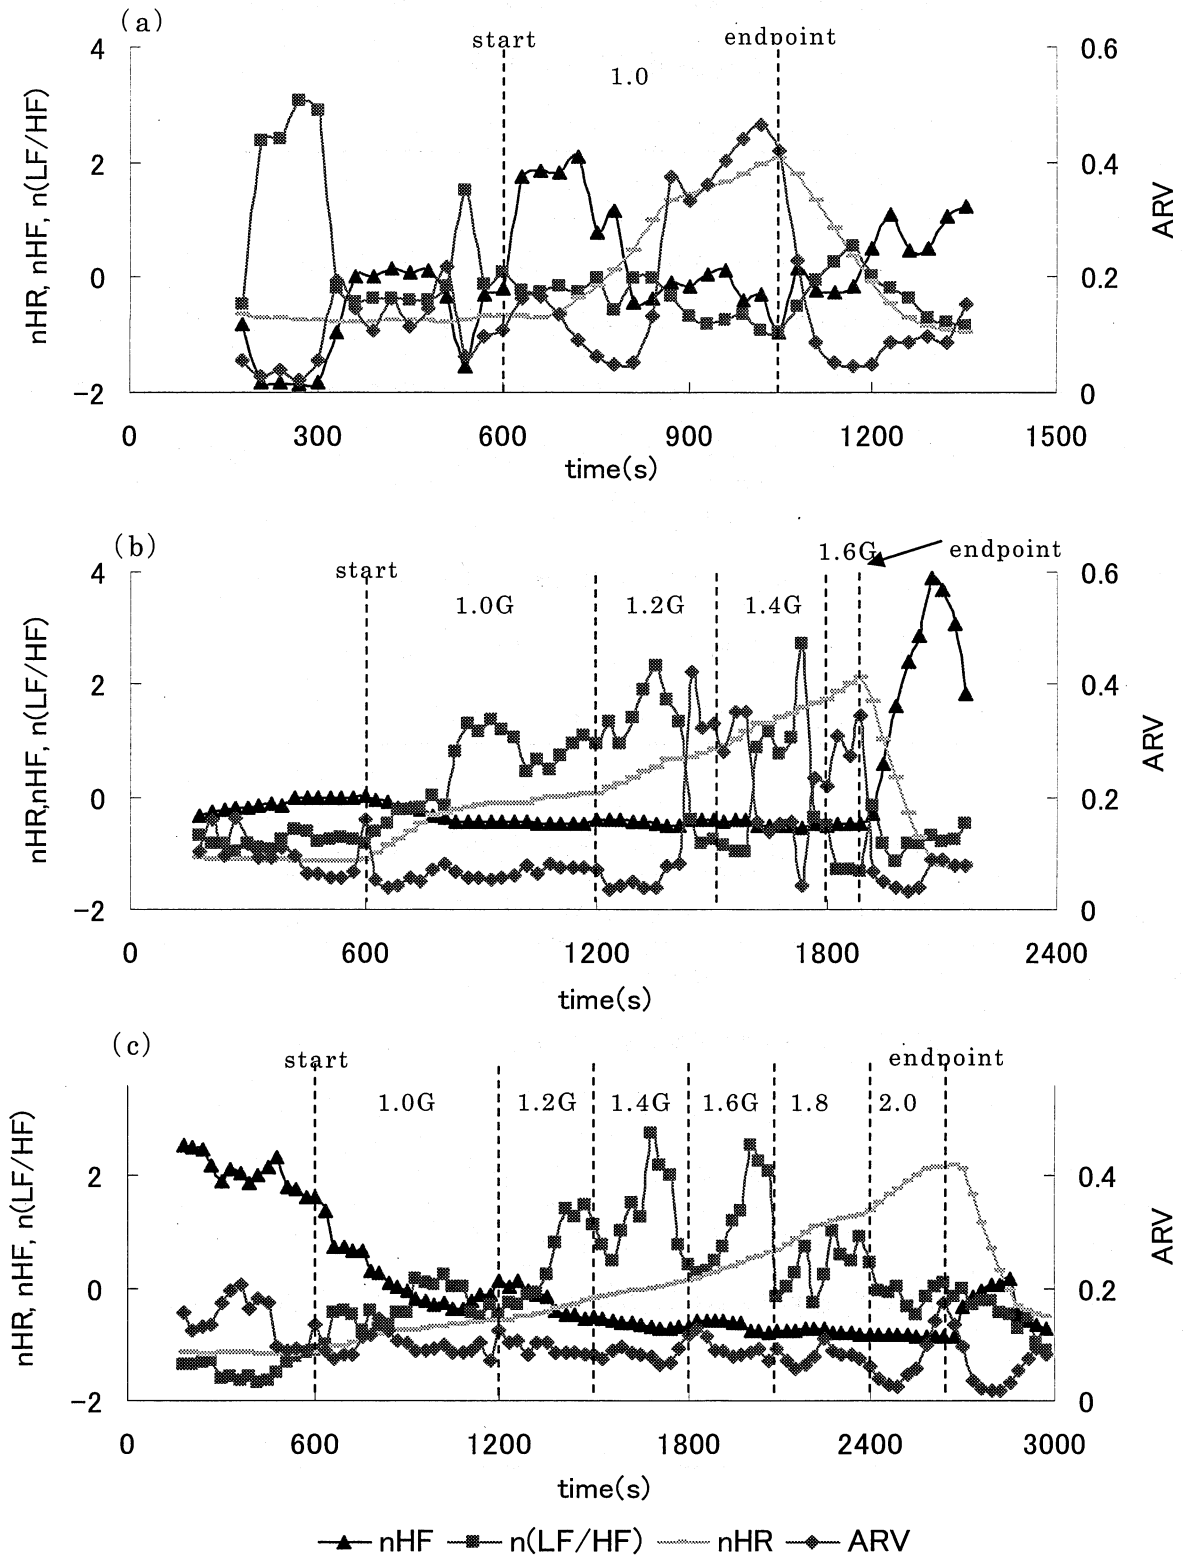 (a)
start
endpoint
1.0
4
2
0
-2
0.6
0.4
0.2
0
nHR, nHF, n(LF/HF)
ARV
0 300 600 900 1200 1500
time(s)
(b)
start
1.0G
1.2G
1.4G
1.6G
endpoint
4
2
0
-2
0.6
0.4
0.2
0
nHR,nHF, n(LF/HF)
ARV
0 600 1200 1800 2400
time(s)
(c)
start
1.0G
1.2G
1.4G
1.6G
1.8
2.0
endpoint
2
0
-2
0.4
0.2
0
nHR, nHF, n(LF/HF)
ARV
0 600 1200 1800 2400 3000
time(s)
nHF n(LF/HF) nHR ARV